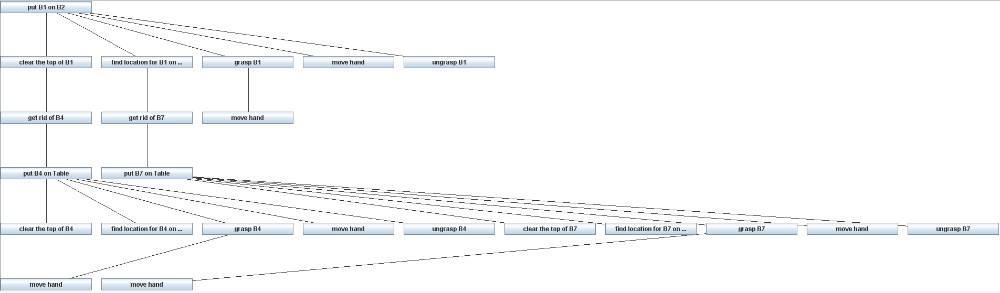 put B1 on B2
clear the top of B1
find location for B1 on ...
grasp B1
move hand
ungrasp B1
get rid of B4
get rid of B7
move hand
put B4 on Table
put B7 on Table
clear the top of B4
find location for B4 on ...
grasp B4
move hand
ungrasp B4
clear the top of B7
find location for B7 on ...
grasp B7
move hand
ungrasp B7
move hand
move hand